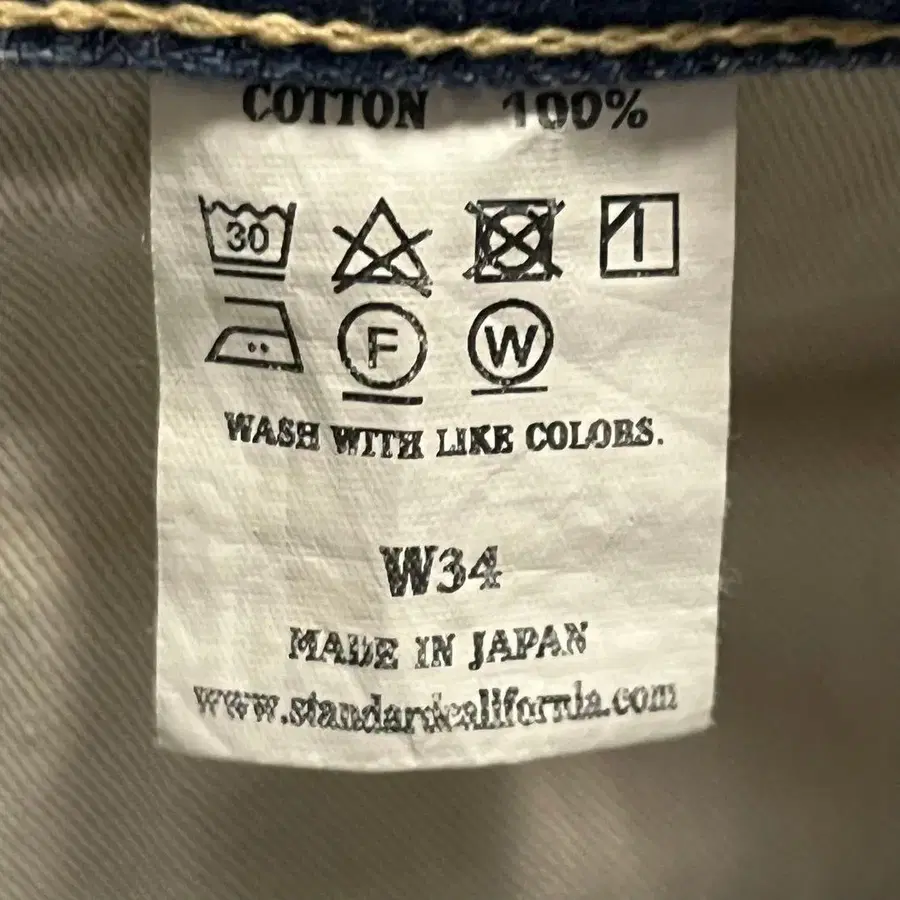 COTTON 100%
30
F W
WASH WITH LIKE COLORS.
W34
MADE IN JAPAN
www.standardcalifornia.com